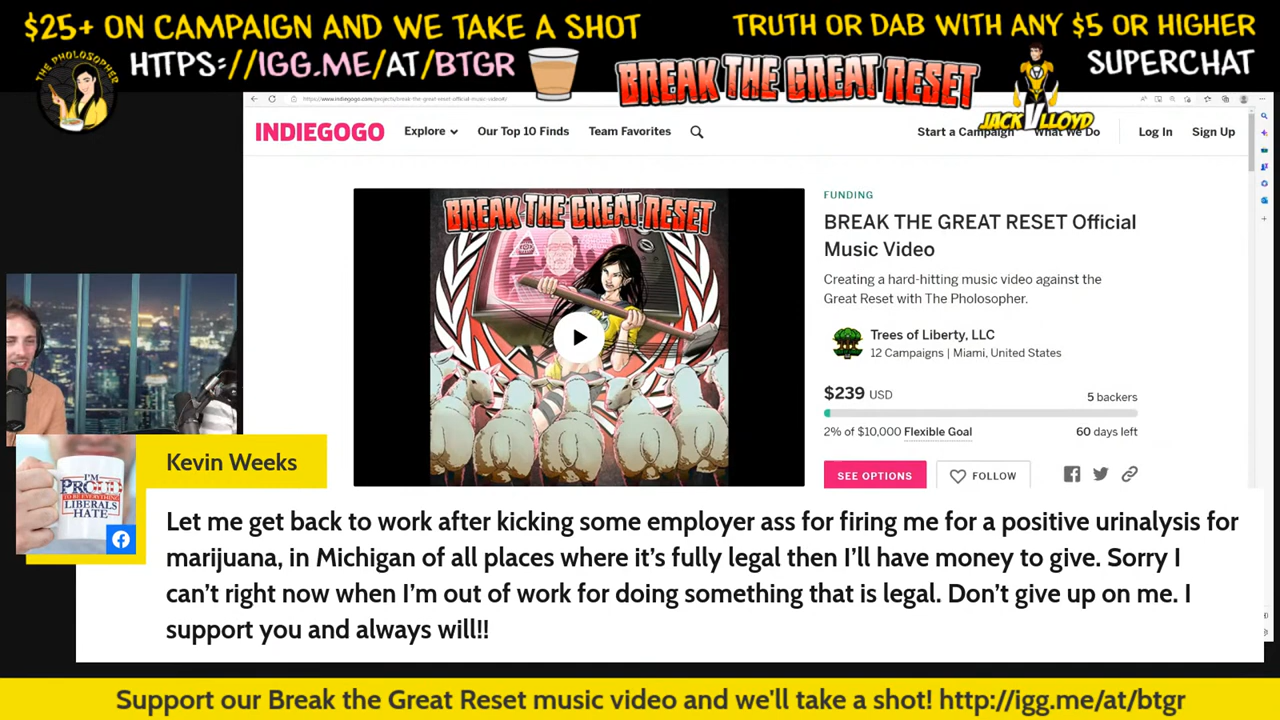 $25+ ON CAMPAIGN AND WE TAKE A SHOT
HTTPS://IGG.ME/AT/BTGR
THE PHOLOSOPHER
BREAK THE GREAT RESET
TRUTH OR DAB WITH ANY $5 OR HIGHER
SUPERCHAT
JACK V LLOYD
INDIEGOGO
Explore
Our Top 10 Finds
Team Favorites
Start a Campaign
What We Do
Log In
Sign Up
BREAK THE GREAT RESET
FUNDING
BREAK THE GREAT RESET Official
Music Video
Creating a hard-hitting music video against the
Great Reset with The Pholosopher.
Trees of Liberty, LLC
12 Campaigns | Miami, United States
$239 USD
5 backers
2% of $10,000 Flexible Goal
60 days left
SEE OPTIONS
FOLLOW
I'M
PROUD
TO BE EVERYTHING
LIBERALS
HATE
Kevin Weeks
Let me get back to work after kicking some employer ass for firing me for a positive urinalysis for
marijuana, in Michigan of all places where it's fully legal then I'll have money to give. Sorry I
can't right now when I'm out of work for doing something that is legal. Don't give up on me. I
support you and always will!!
Support our Break the Great Reset music video and we'll take a shot! http://igg.me/at/btgr